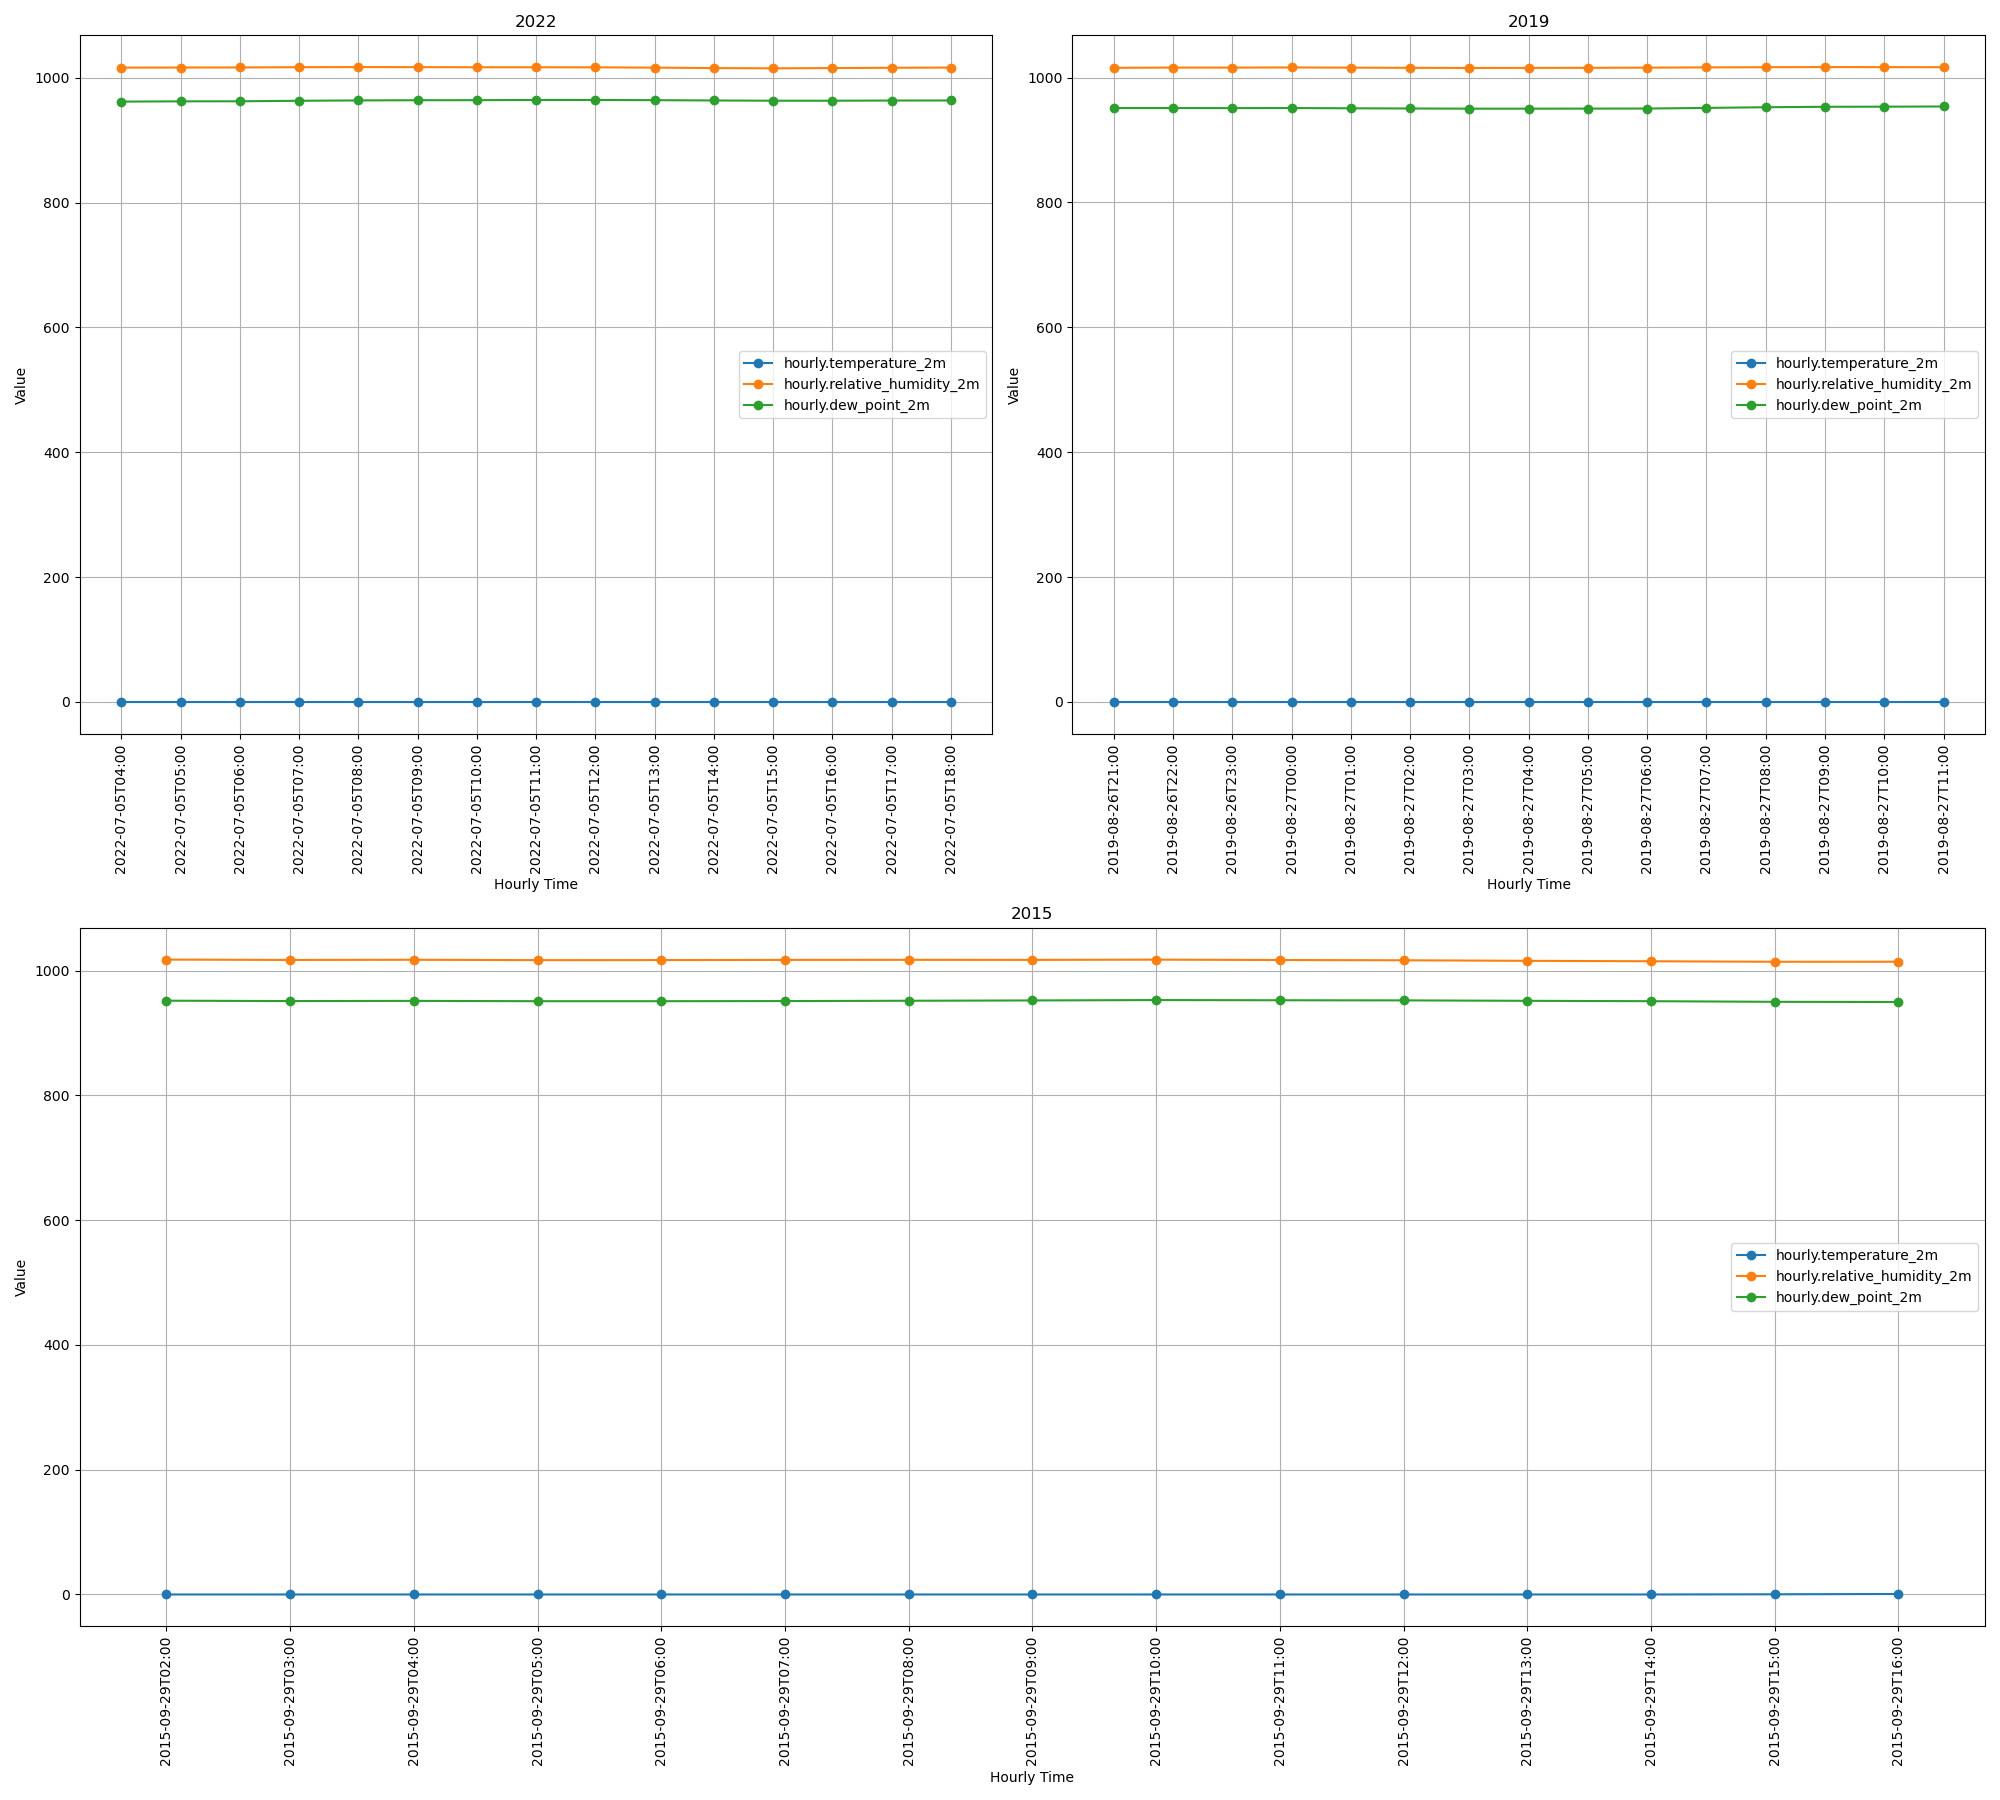 2022
1000
800
600
400
200
0
Value
hourly.temperature_2m
hourly.relative_humidity_2m
hourly.dew_point_2m
2022-07-05T04:00
2022-07-05T05:00
2022-07-05T06:00
2022-07-05T07:00
2022-07-05T08:00
2022-07-05T09:00
2022-07-05T10:00
2022-07-05T11:00
2022-07-05T12:00
2022-07-05T13:00
2022-07-05T14:00
2022-07-05T15:00
2022-07-05T16:00
2022-07-05T17:00
2022-07-05T18:00
Hourly Time
2019
1000
800
600
400
200
0
Value
hourly.temperature_2m
hourly.relative_humidity_2m
hourly.dew_point_2m
2019-08-26T21:00
2019-08-26T22:00
2019-08-26T23:00
2019-08-27T00:00
2019-08-27T01:00
2019-08-27T02:00
2019-08-27T03:00
2019-08-27T04:00
2019-08-27T05:00
2019-08-27T06:00
2019-08-27T07:00
2019-08-27T08:00
2019-08-27T09:00
2019-08-27T10:00
2019-08-27T11:00
Hourly Time
2015
1000
800
600
400
200
0
Value
hourly.temperature_2m
hourly.relative_humidity_2m
hourly.dew_point_2m
2015-09-29T02:00
2015-09-29T03:00
2015-09-29T04:00
2015-09-29T05:00
2015-09-29T06:00
2015-09-29T07:00
2015-09-29T08:00
2015-09-29T09:00
2015-09-29T10:00
2015-09-29T11:00
2015-09-29T12:00
2015-09-29T13:00
2015-09-29T14:00
2015-09-29T15:00
2015-09-29T16:00
Hourly Time